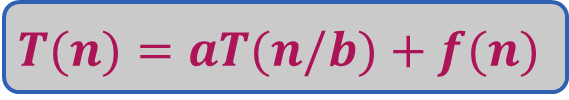 T(n) = aT(n/b) + f(n)